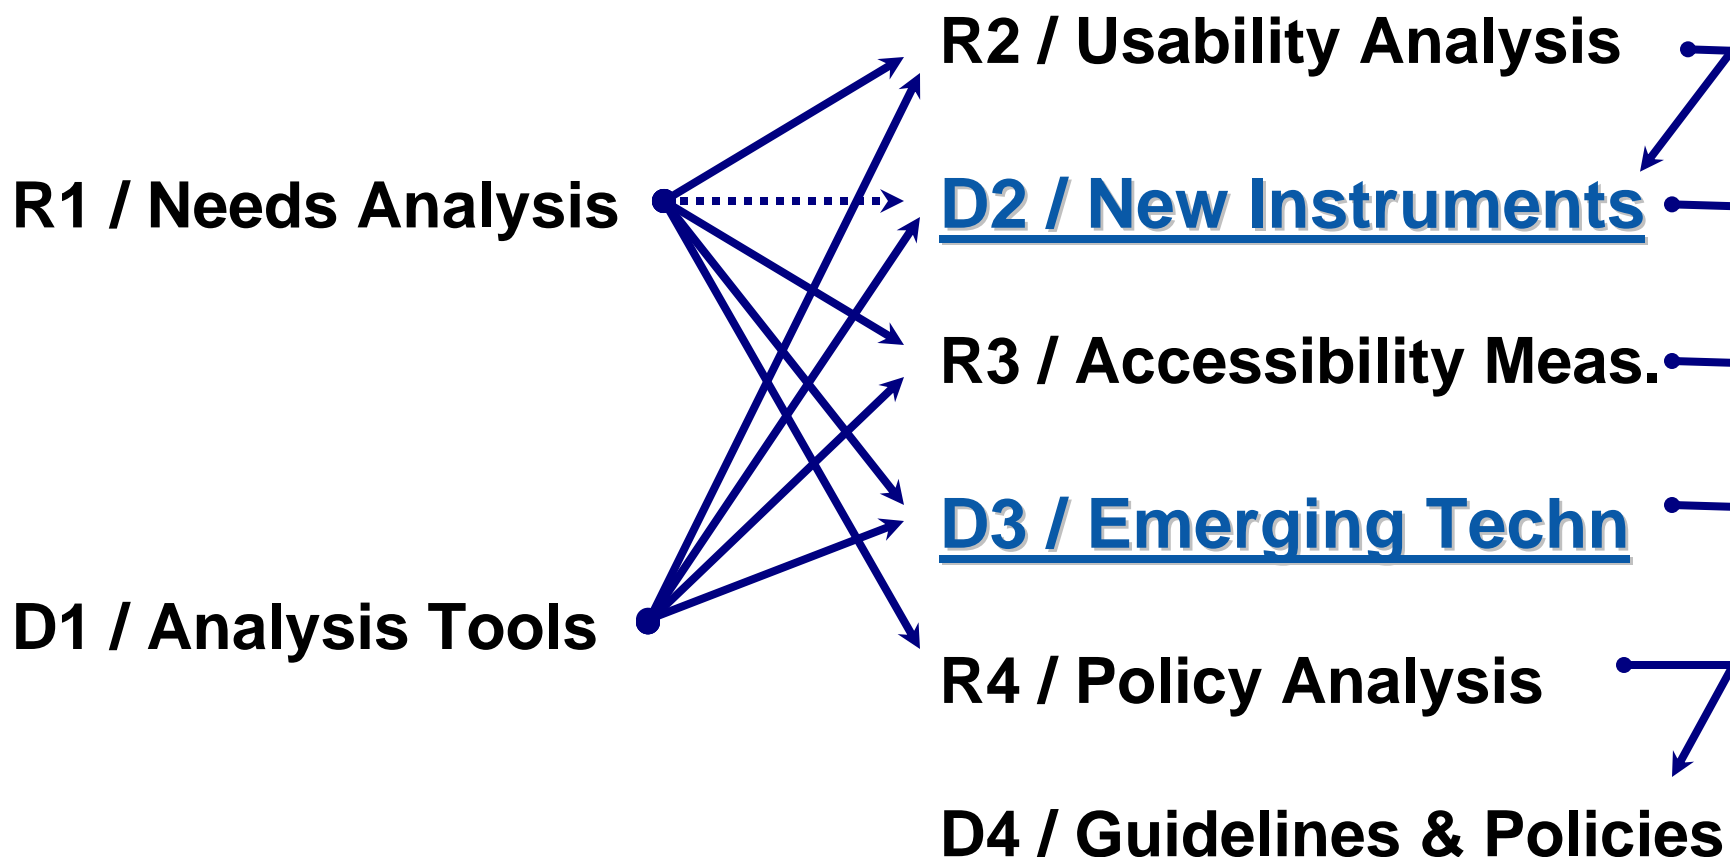 R2 / Usability Analysis
R1 / Needs Analysis
D2 / New Instruments
R3 / Accessibility Meas.
D3 / Emerging Techn
D1 / Analysis Tools
R4 / Policy Analysis
D4 / Guidelines & Policies